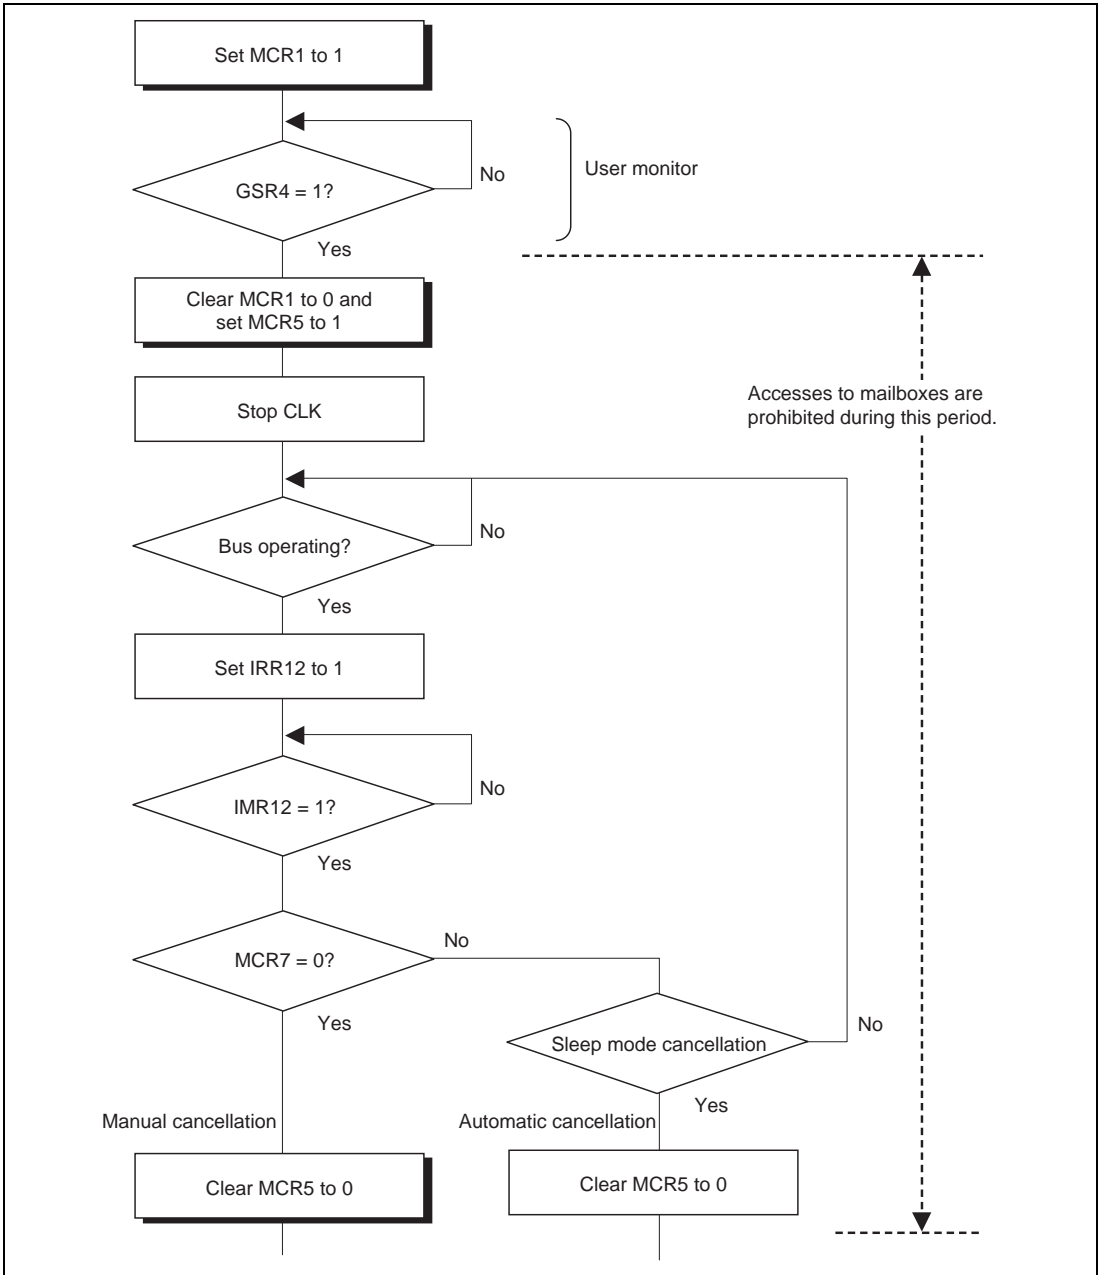 Set MCR1 to 1
No
User monitor
GSR4 = 1?
Yes
Clear MCR1 to 0 and
set MCR5 to 1
Stop CLK
Accesses to mailboxes are
prohibited during this period.
No
Bus operating?
Yes
Set IRR12 to 1
No
IMR12 = 1?
Yes
No
MCR7 = 0?
Yes
No
Sleep mode cancellation
Yes
Manual cancellation
Automatic cancellation
Clear MCR5 to 0
Clear MCR5 to 0